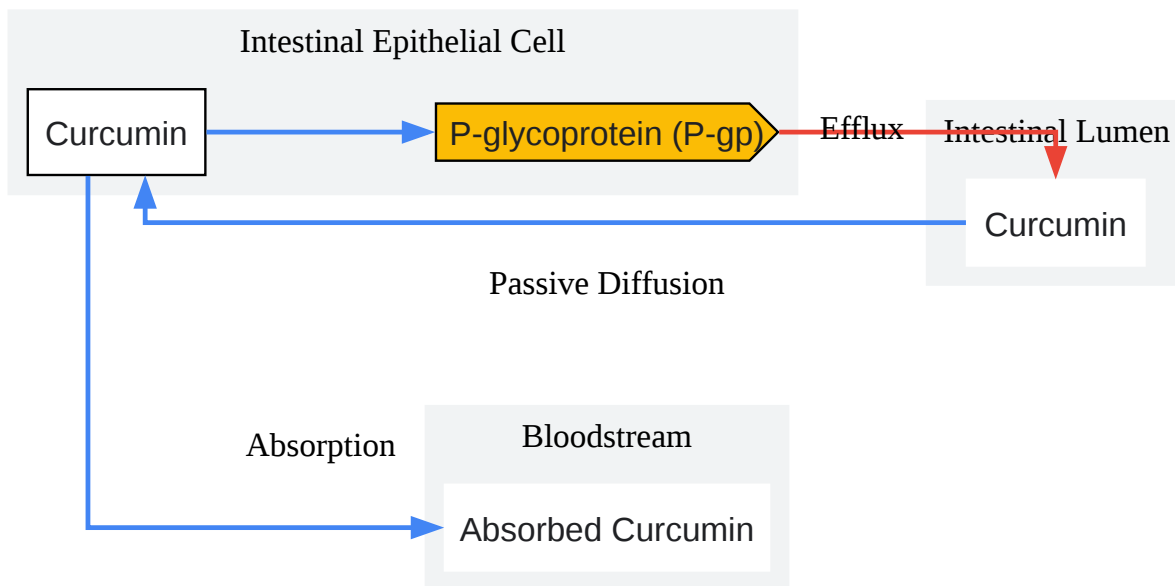 Intestinal Epithelial Cell
Curcumin
P-glycoprotein (P-gp)
Efflux
Intestinal Lumen
Curcumin
Passive Diffusion
Absorption
Bloodstream
Absorbed Curcumin